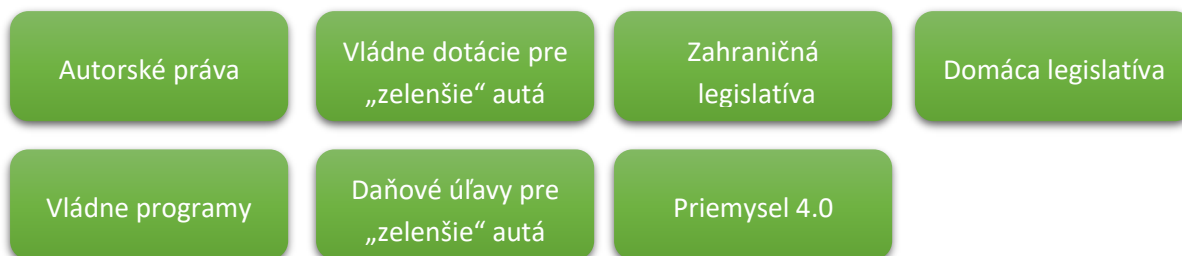 Autorské práva
Vládne dotácie pre
„zelenšie“ autá
Zahraničná
legislatíva
Domáca legislatíva
Vládne programy
Daňové úľavy pre
„zelenšie“ autá
Priemysel 4.0